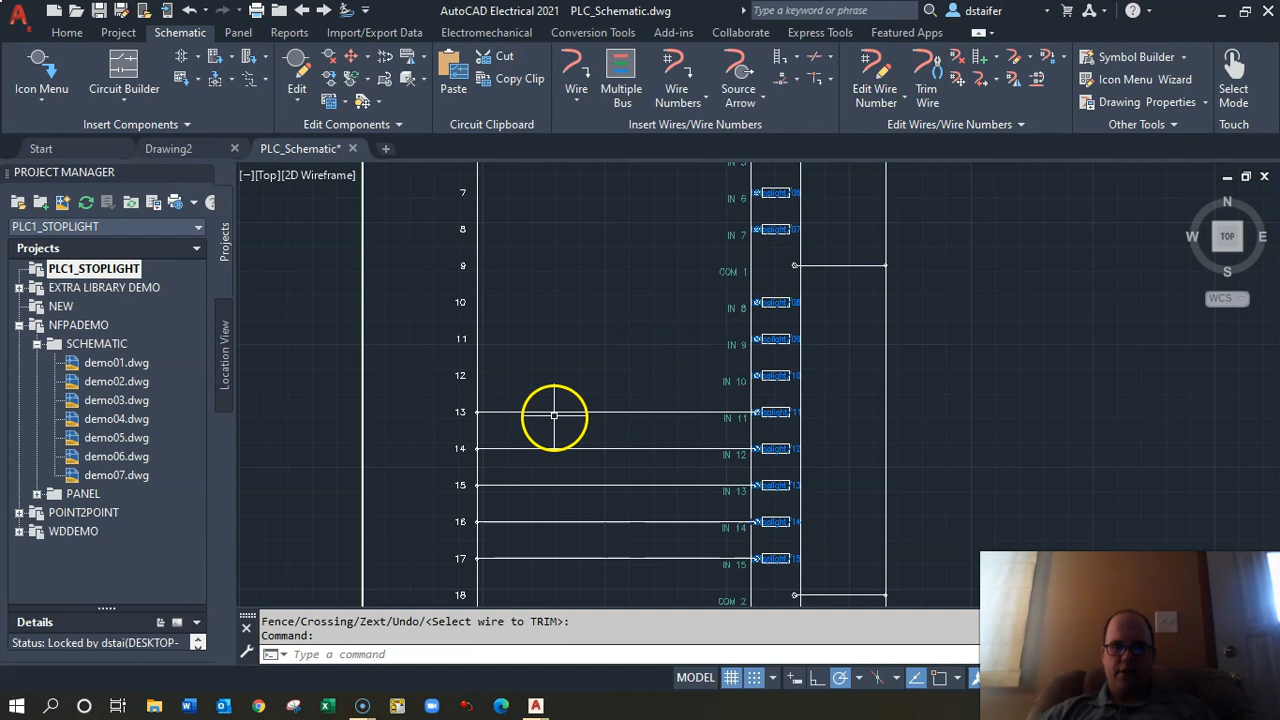 AutoCAD Electrical 2021 PLC_Schematic.dwg
Type a keyword or phrase
dstaifer
Home Project Schematic Panel Reports Import/Export Data Electromechanical Conversion Tools Add-ins Collaborate Express Tools Featured Apps
Icon Menu
Circuit Builder
Insert Components
Edit
Edit Components
Paste
Cut
Copy Clip
Circuit Clipboard
Wire
Multiple Bus
Wire Numbers
Source Arrow
Insert Wires/Wire Numbers
Edit Wire Number
Trim Wire
Edit Wires/Wire Numbers
Symbol Builder
Icon Menu Wizard
Drawing Properties
Other Tools
Select Mode
Touch
Start Drawing2 PLC_Schematic*
PROJECT MANAGER
PLC1_STOPLIGHT
Projects
PLC1_STOPLIGHT
EXTRA LIBRARY DEMO
NEW
NFPADEMO
SCHEMATIC
demo01.dwg
demo02.dwg
demo03.dwg
demo04.dwg
demo05.dwg
demo06.dwg
demo07.dwg
PANEL
POINT2POINT
WDDEMO
Details
Status: Locked by dstai(DESKTOP-
Projects
Location View
[−][Top][2D Wireframe]
7 IN 6
8 IN 7
9 COM 1
10 IN 8
11 IN 9
12 IN 10
13 IN 11
14 IN 12
15 IN 13
16 IN 14
17 IN 15
18 COM 2
N
W TOP E
S
WCS
Fence/Crossing/Zext/Undo/<Select wire to TRIM>:
Command:
Type a command
MODEL